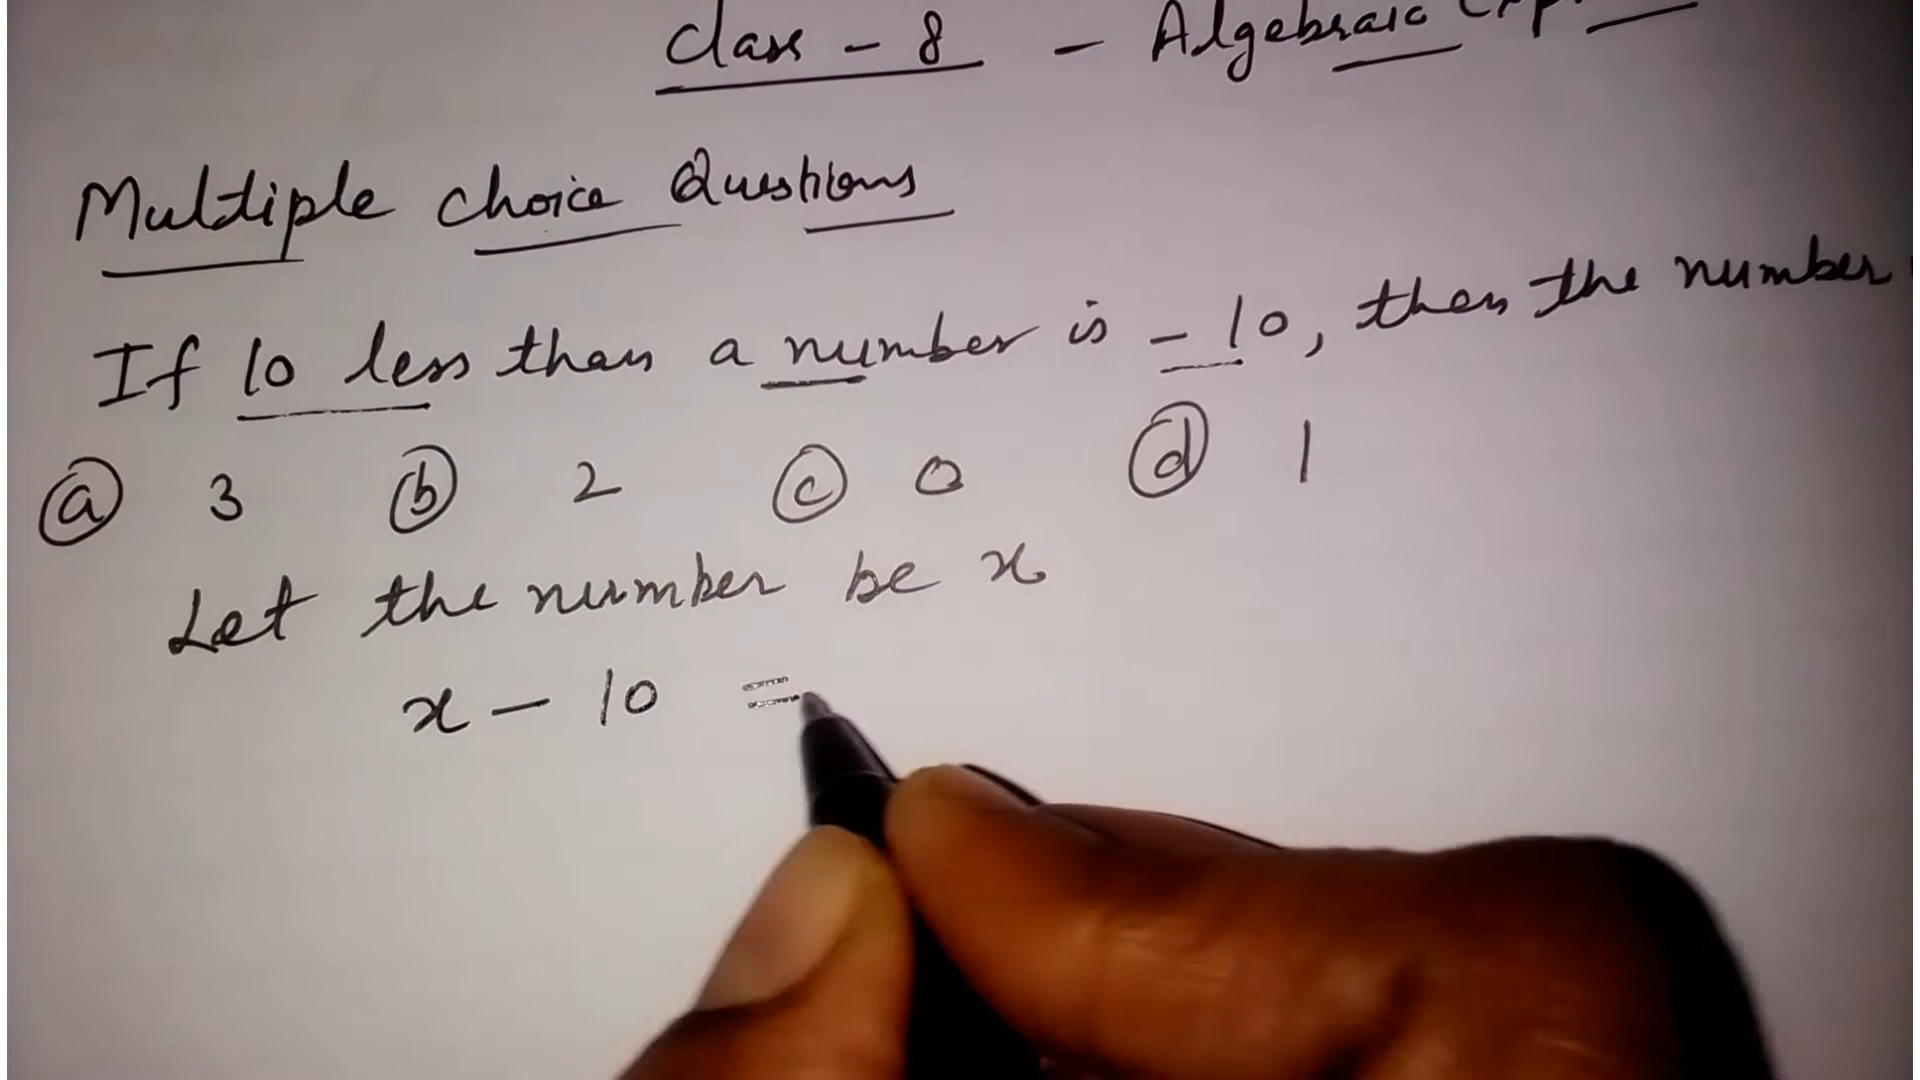 Class - 8 - Algebraic
Multiple choice Questions
If 10 less than a number is -10, then the number
ⓐ 3 ⓑ 2 ⓒ 0 ⓓ 1
Let the number be x
x - 10 =